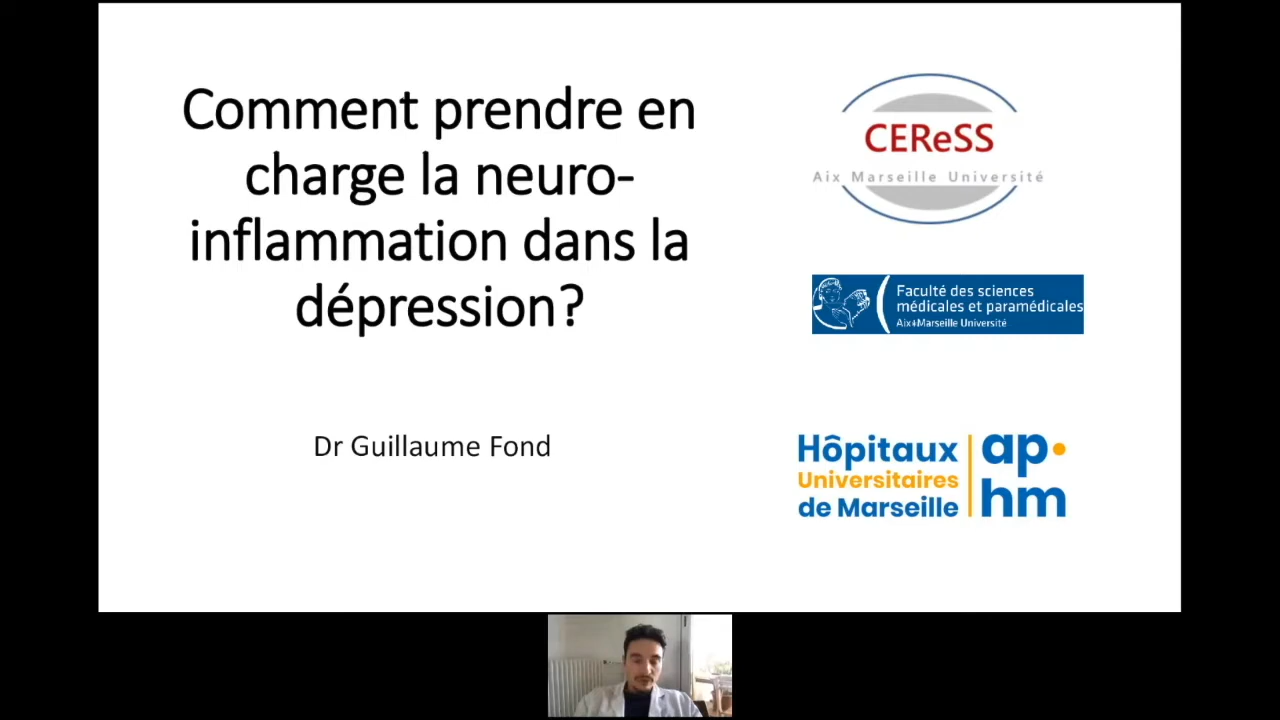 Comment prendre en
charge la neuro-
inflammation dans la
dépression?
Dr Guillaume Fond
CEReSS
Aix Marseille Université
Faculté des sciences
médicales et paramédicales
Aix*Marseille Université
Hôpitaux
Universitaires
de Marseille
ap·
hm